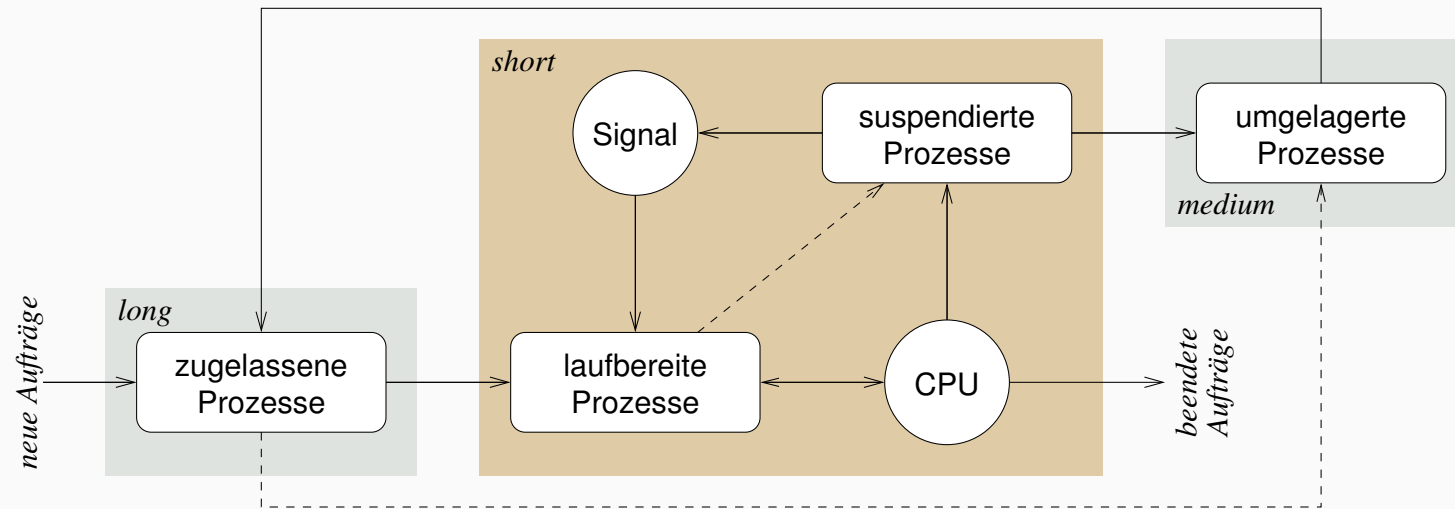 short
Signal
suspendierte
Prozesse
umgelagerte
Prozesse
medium
neue Aufträge
long
zugelassene
Prozesse
laufbereite
Prozesse
CPU
beendete
Aufträge